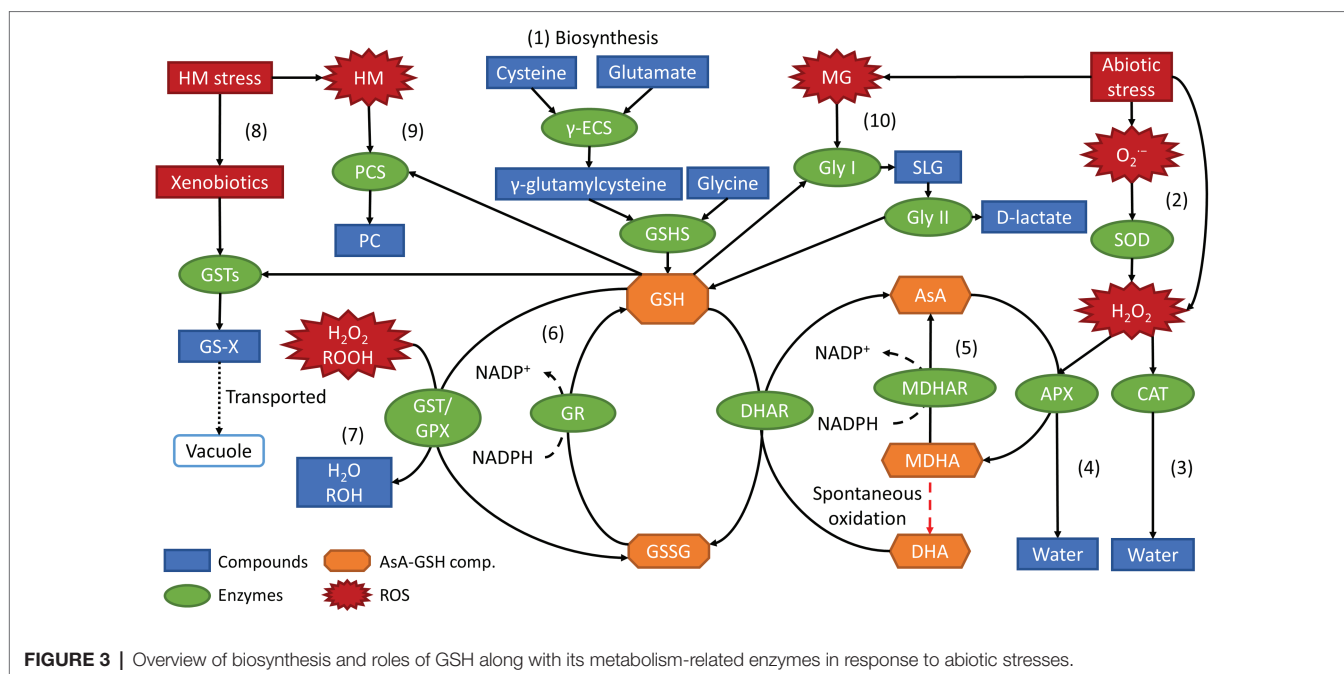 (1) Biosynthesis
HM stress
HM
Cysteine
Glutamate
MG
Abiotic
stress
(8)
(9)
γ-ECS
(10)
O₂·−
Xenobiotics
PCS
γ-glutamylcysteine
Glycine
Gly I
SLG
(2)
PC
GSHS
Gly II
D-lactate
SOD
GSTs
GSH
AsA
H₂O₂
GS-X
H₂O₂
ROOH
(6)
NADP⁺
NADP⁺
(5)
Transported
GST/
GPX
GR
DHAR
MDHAR
APX
CAT
NADPH
Vacuole
(7)
NADPH
MDHA
(4)
(3)
H₂O
ROH
Spontaneous
oxidation
GSSG
DHA
Water
Water
Compounds
AsA-GSH comp.
Enzymes
ROS
FIGURE 3 | Overview of biosynthesis and roles of GSH along with its metabolism-related enzymes in response to abiotic stresses.